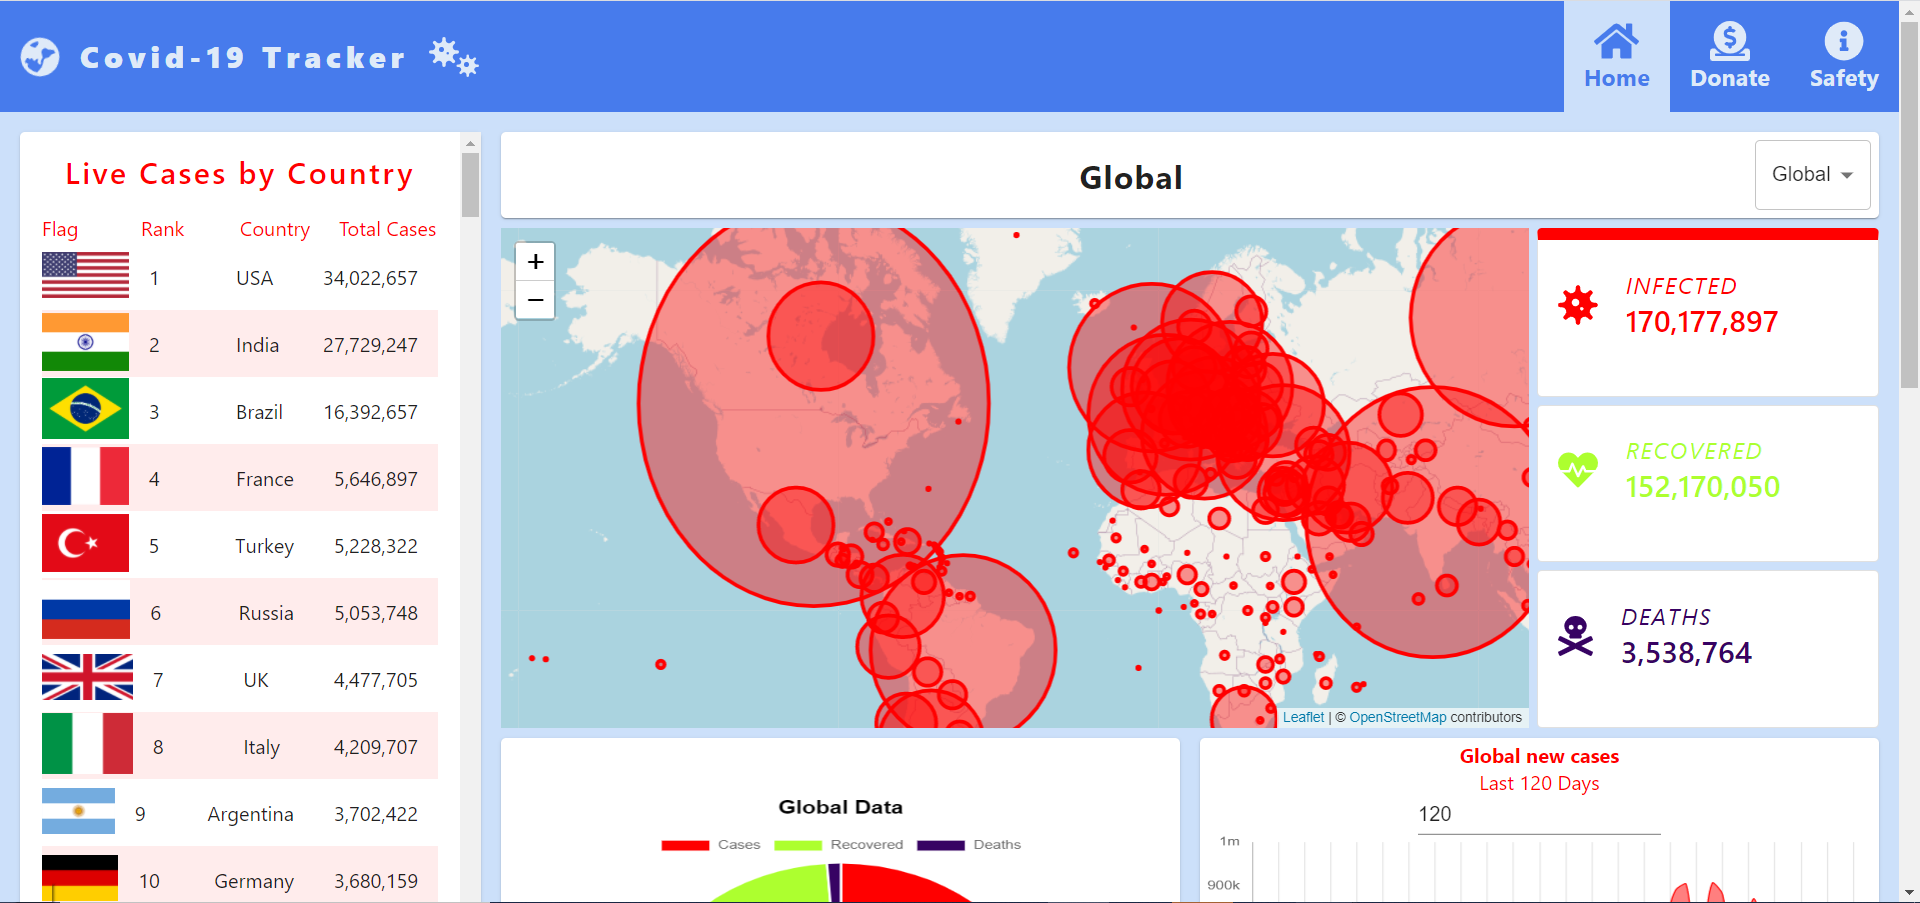 Covid-19 Tracker
Home
Donate
Safety
Live Cases by Country
Flag Rank Country Total Cases
1 USA 34,022,657
2 India 27,729,247
3 Brazil 16,392,657
4 France 5,646,897
5 Turkey 5,228,322
6 Russia 5,053,748
7 UK 4,477,705
8 Italy 4,209,707
9 Argentina 3,702,422
10 Germany 3,680,159
Global
Global
+
−
Leaflet | © OpenStreetMap contributors
INFECTED
170,177,897
RECOVERED
152,170,050
DEATHS
3,538,764
Global Data
Cases Recovered Deaths
Global new cases
Last 120 Days
120
1m
900k